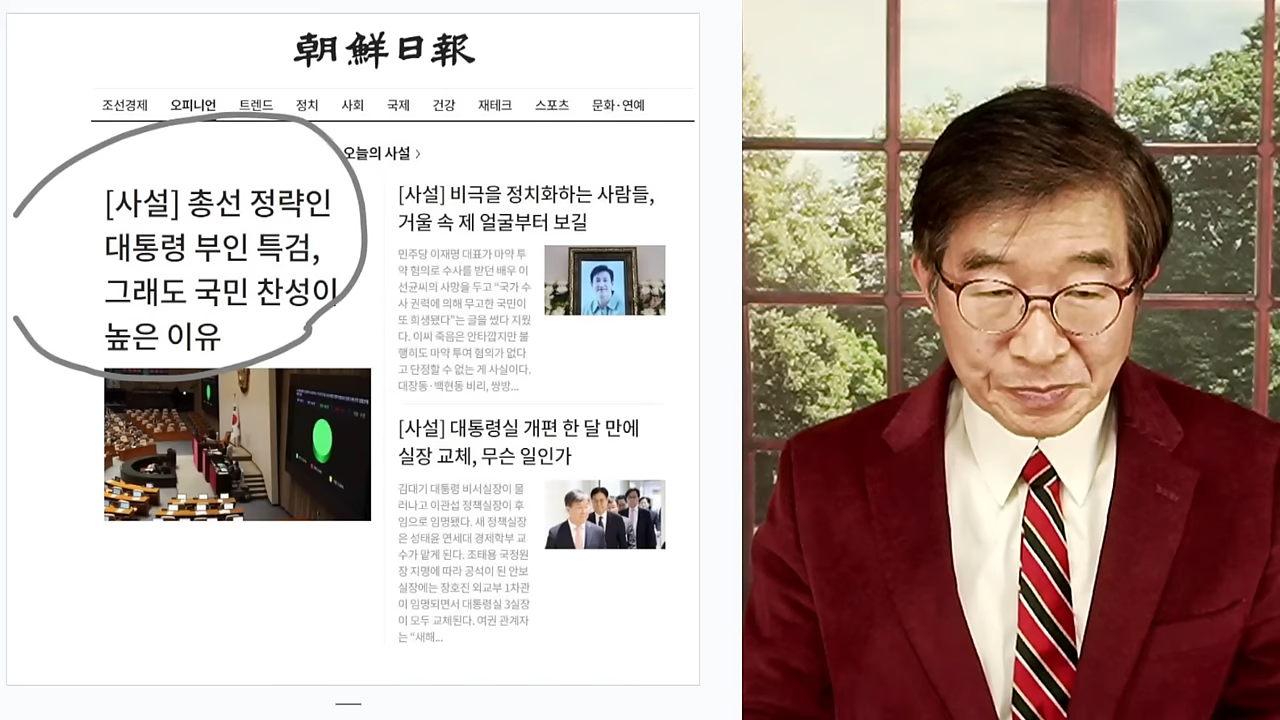 朝鮮日報
조선경제 오피니언 트렌드 정치 사회 국제 건강 재테크 스포츠 문화·연예
오늘의 사설 >
[사설] 총선 정략인
대통령 부인 특검,
그래도 국민 찬성이
높은 이유
[사설] 비극을 정치화하는 사람들,
거울 속 제 얼굴부터 보길
민주당 이재명 대표가 마약 투
약 혐의로 수사를 받던 배우 이
선균씨의 사망을 두고 “국가 수
사 권력에 의해 무고한 국민이
또 희생됐다”는 글을 썼다 지웠
다. 이씨 죽음은 안타깝지만 불
행히도 마약 투여 혐의가 없다
고 단정할 수 없는 게 사실이다.
대장동·백현동 비리, 쌍방...
[사설] 대통령실 개편 한 달 만에
실장 교체, 무슨 일인가
김대기 대통령 비서실장이 물
러나고 이관섭 정책실장이 후
임으로 임명됐다. 새 정책실장
은 성태윤 연세대 경제학부 교
수가 맡게 된다. 조태용 국정원
장 지명에 따라 공석이 된 안보
실장에는 장호진 외교부 1차관
이 임명되면서 대통령실 3실장
이 모두 교체된다. 여권 관계자
는 “새해...